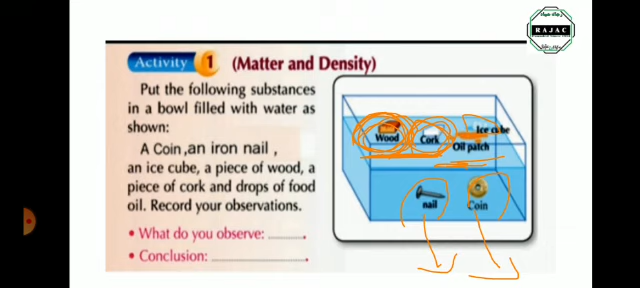 RAJAC
Activity 1 (Matter and Density)
Put the following substances
in a bowl filled with water as
shown:
A Coin ,an iron nail ,
an ice cube, a piece of wood, a
piece of cork and drops of food
oil. Record your observations.
• What do you observe: ........
• Conclusion: ........................
Wood
Cork
Ice cube
Oil patch
nail
Coin